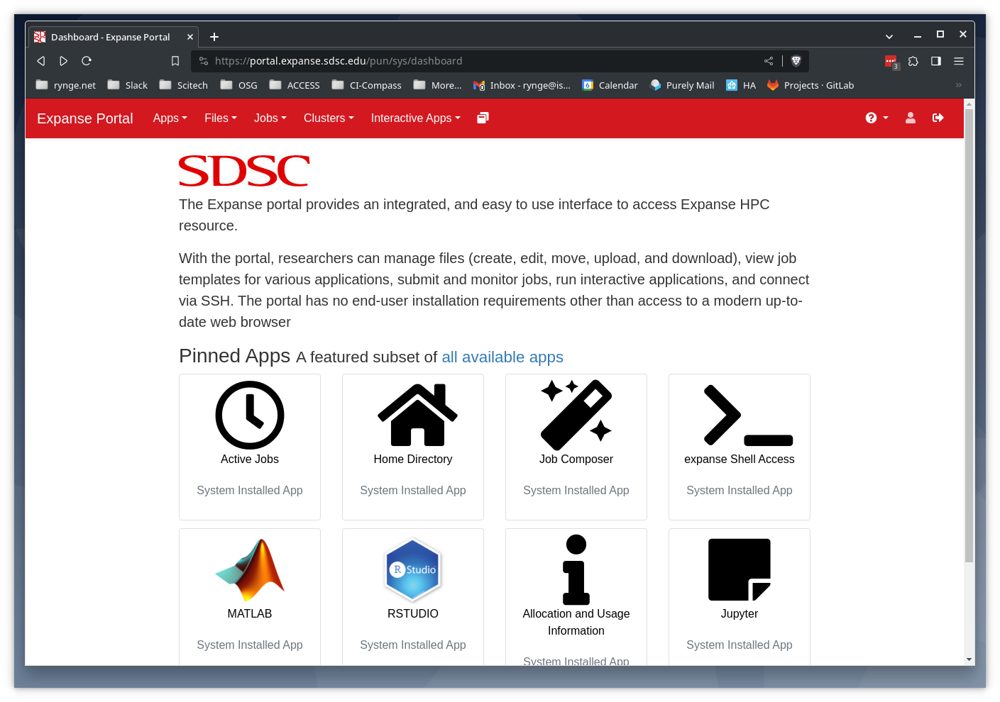 Dashboard - Expanse Portal
https://portal.expanse.sdsc.edu/pun/sys/dashboard
3
rynge.net Slack Scitech OSG ACCESS CI-Compass More... 0 Inbox - rynge@is... 6 Calendar Purely Mail HA Projects · GitLab »
Expanse Portal Apps Files Jobs Clusters Interactive Apps
SDSC
The Expanse portal provides an integrated, and easy to use interface to access Expanse HPC
resource.
With the portal, researchers can manage files (create, edit, move, upload, and download), view job
templates for various applications, submit and monitor jobs, run interactive applications, and connect
via SSH. The portal has no end-user installation requirements other than access to a modern up-to-
date web browser
Pinned Apps A featured subset of all available apps
Active Jobs Home Directory Job Composer expanse Shell Access
System Installed App System Installed App System Installed App System Installed App
R Studio
MATLAB RSTUDIO Allocation and Usage Jupyter
Information
System Installed App System Installed App System Installed App
System Installed App